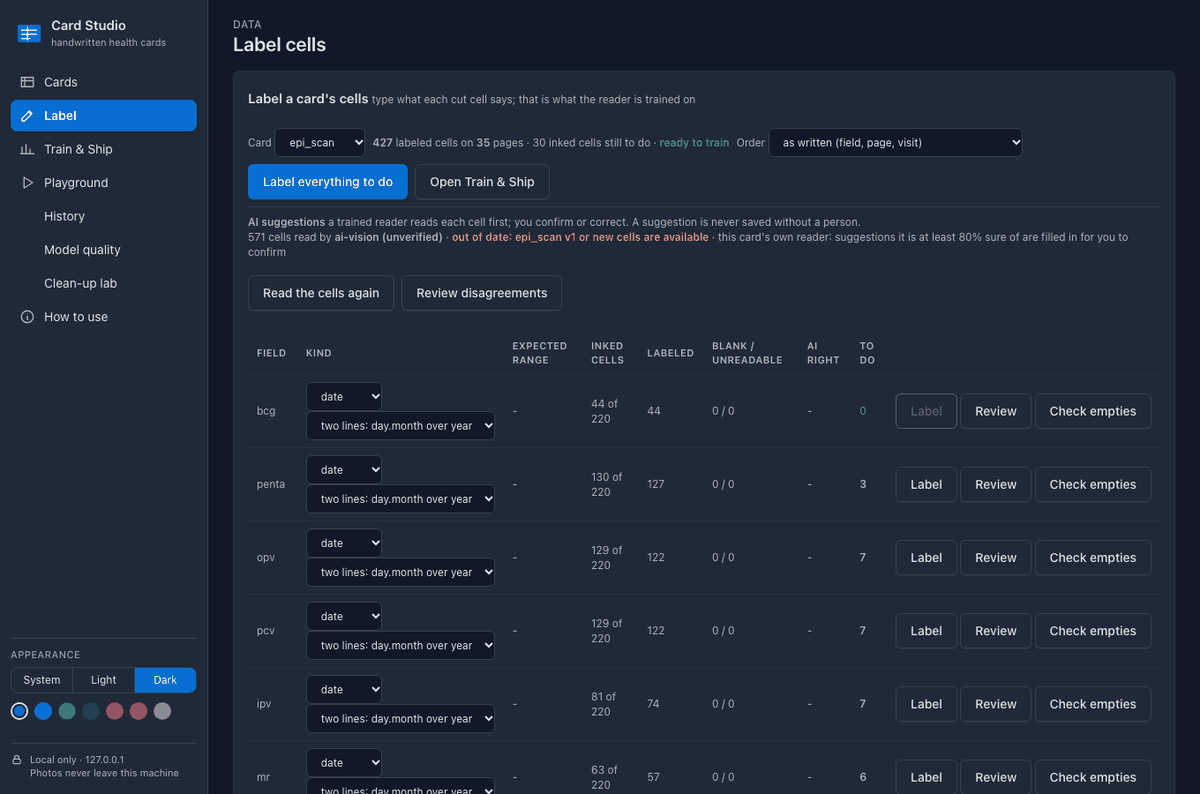 Card Studio
handwritten health cards
Cards
Label
Train & Ship
Playground
History
Model quality
Clean-up lab
How to use
APPEARANCE
System Light Dark
Local only · 127.0.0.1
Photos never leave this machine
DATA
Label cells
Label a card's cells type what each cut cell says; that is what the reader is trained on
Card epi_scan 427 labeled cells on 35 pages · 30 inked cells still to do · ready to train Order as written (field, page, visit)
Label everything to do Open Train & Ship
AI suggestions a trained reader reads each cell first; you confirm or correct. A suggestion is never saved without a person.
571 cells read by ai-vision (unverified) · out of date: epi_scan v1 or new cells are available · this card's own reader: suggestions it is at least 80% sure of are filled in for you to
confirm
Read the cells again Review disagreements
FIELD KIND EXPECTED RANGE INKED CELLS LABELED BLANK / UNREADABLE AI RIGHT TO DO
bcg date two lines: day.month over year - 44 of 220 44 0 / 0 - 0 Label Review Check empties
penta date two lines: day.month over year - 130 of 220 127 0 / 0 - 3 Label Review Check empties
opv date two lines: day.month over year - 129 of 220 122 0 / 0 - 7 Label Review Check empties
pcv date two lines: day.month over year - 129 of 220 122 0 / 0 - 7 Label Review Check empties
ipv date two lines: day.month over year - 81 of 220 74 0 / 0 - 7 Label Review Check empties
mr date two lines: day.month over year - 63 of 220 57 0 / 0 - 6 Label Review Check empties